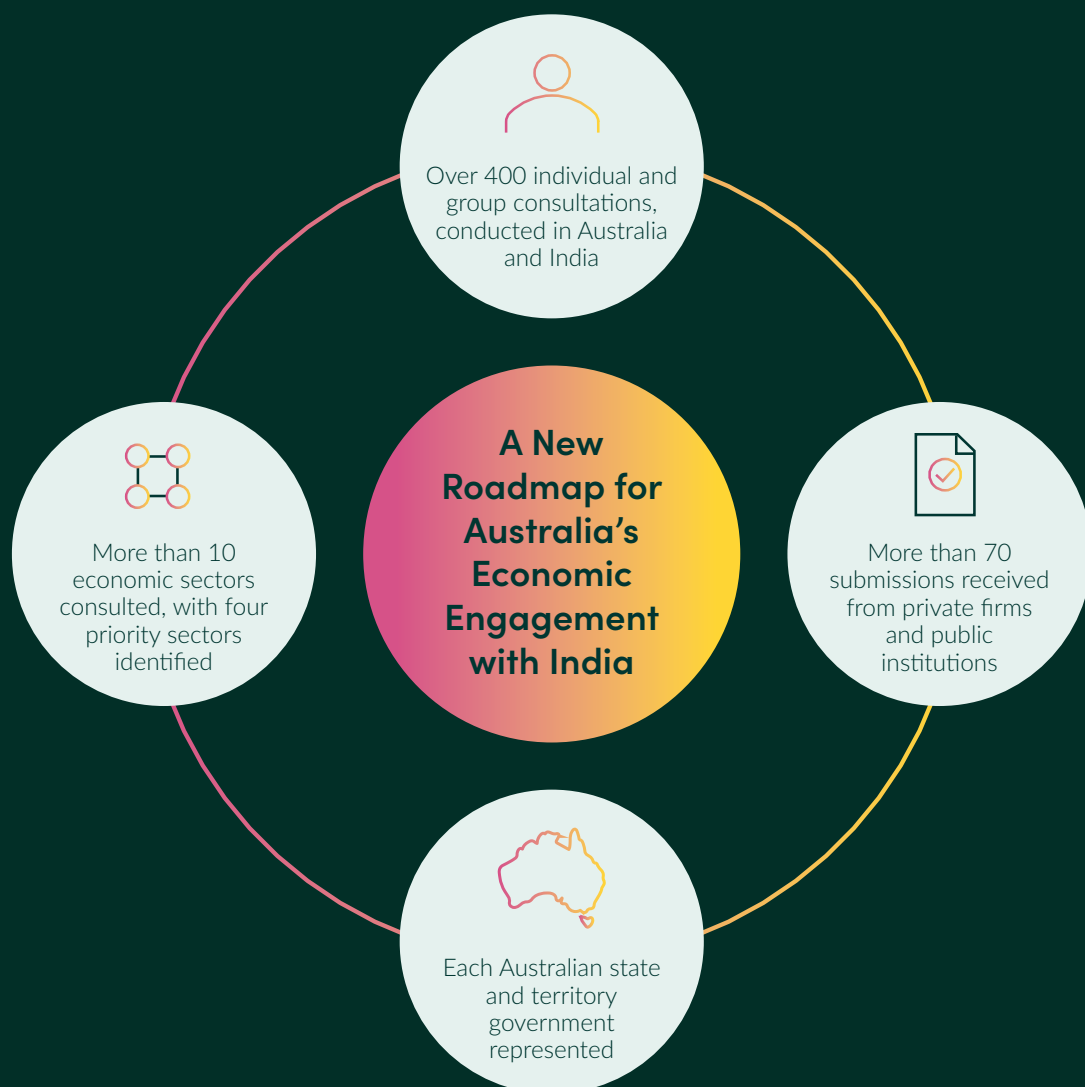 Over 400 individual and
group consultations,
conducted in Australia
and India
A New
Roadmap for
Australia's
Economic
Engagement
with India
More than 10
economic sectors
consulted, with four
priority sectors
identified
More than 70
submissions received
from private firms
and public
institutions
Each Australian state
and territory
government
represented